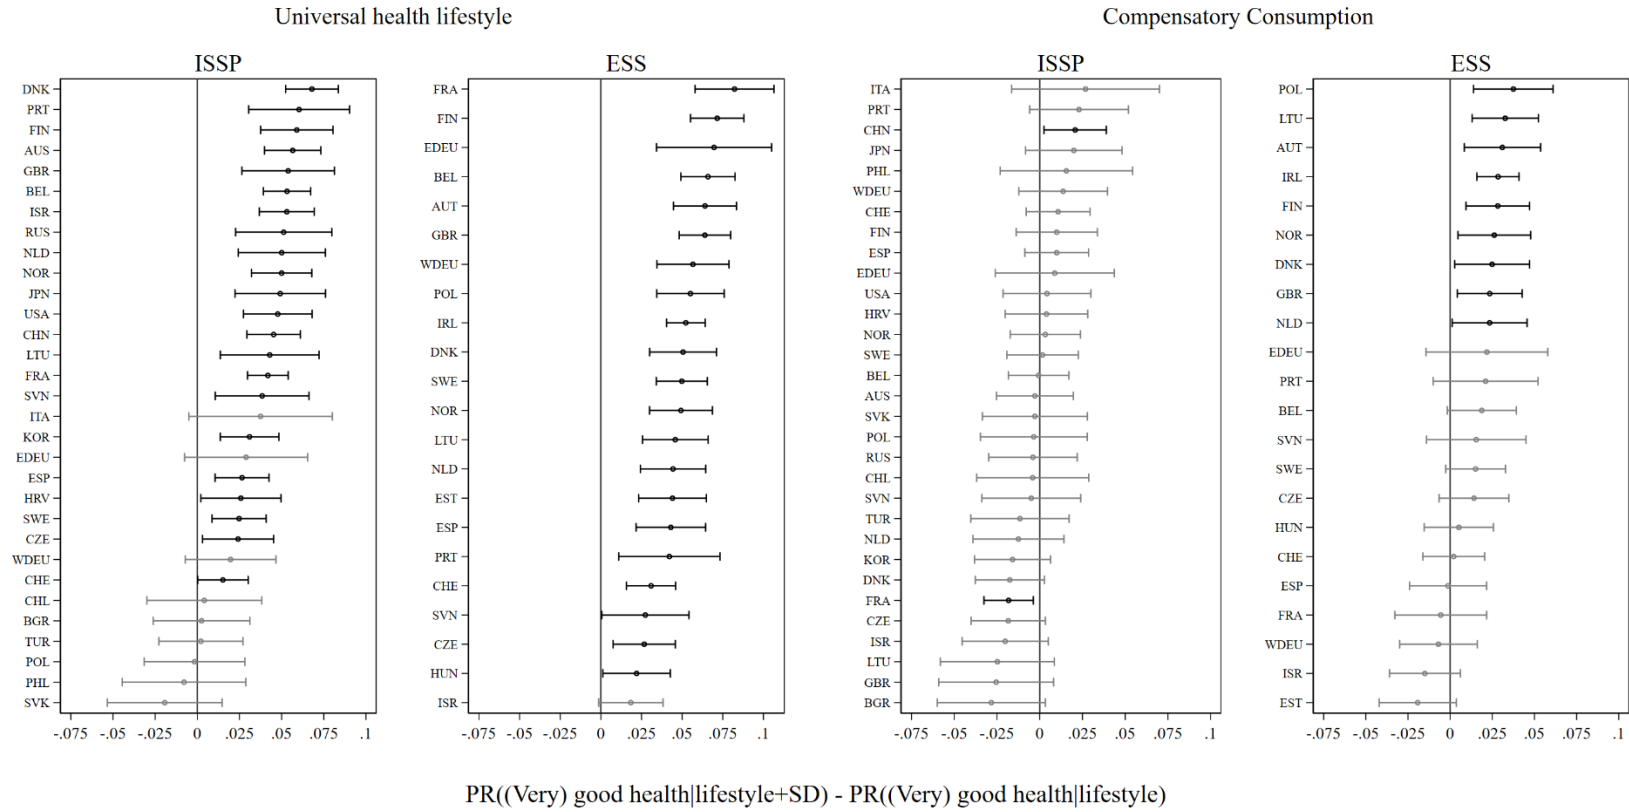 Universal health lifestyle
Compensatory Consumption
ISSP
DNK
PRT
FIN
AUS
GBR
BEL
ISR
RUS
NLD
NOR
JPN
USA
CHN
LTU
FRA
SVN
ITA
KOR
EDEU
ESP
HRV
SWE
CZE
WDEU
CHE
CHL
BGR
TUR
POL
PHL
SVK
-.075 -.05 -.025 0 .025 .05 .075 .1
ESS
FRA
FIN
EDEU
BEL
AUT
GBR
WDEU
POL
IRL
DNK
SWE
NOR
LTU
NLD
EST
ESP
PRT
CHE
SVN
CZE
HUN
ISR
-.075 -.05 -.025 0 .025 .05 .075 .1
ISSP
ITA
PRT
CHN
JPN
PHL
WDEU
CHE
FIN
ESP
EDEU
USA
HRV
NOR
SWE
BEL
AUS
SVK
POL
RUS
CHL
SVN
TUR
NLD
KOR
DNK
FRA
CZE
ISR
LTU
GBR
BGR
-.075 -.05 -.025 0 .025 .05 .075 .1
ESS
POL
LTU
AUT
IRL
FIN
NOR
DNK
GBR
NLD
EDEU
PRT
BEL
SVN
SWE
CZE
HUN
CHE
ESP
FRA
WDEU
ISR
EST
-.075 -.05 -.025 0 .025 .05 .075 .1
PR((Very) good health|lifestyle+SD) - PR((Very) good health|lifestyle)